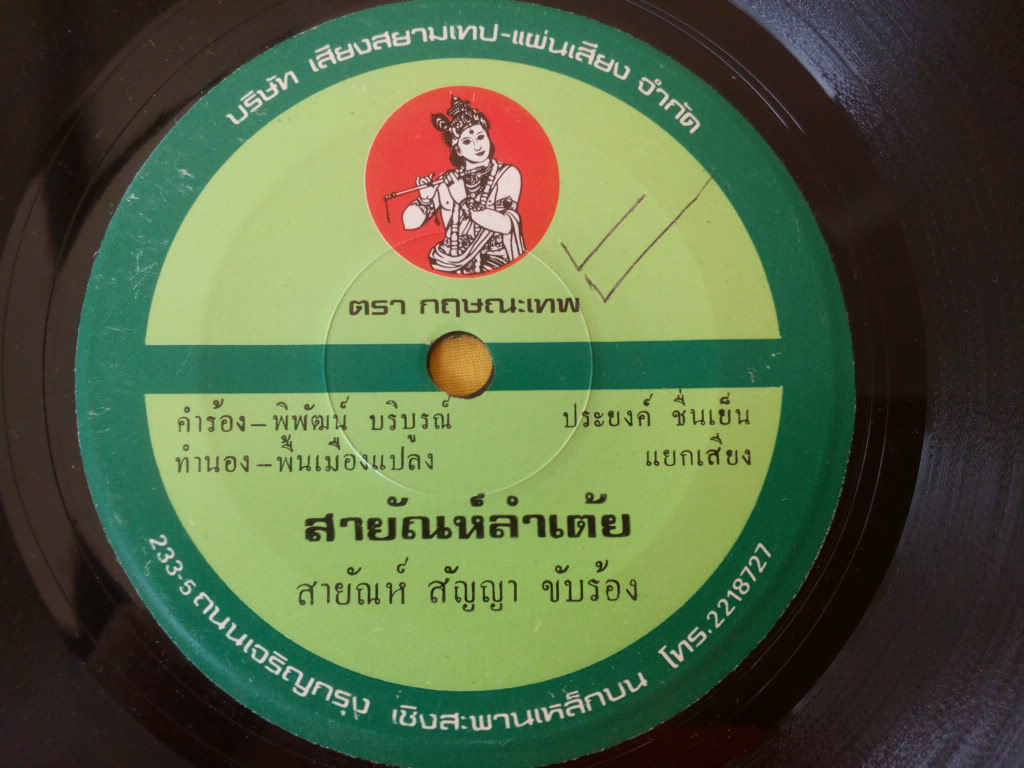 บริษัท เสียงสยามเทป-แผ่นเสียง จำกัด
ตรา กฤษณะเทพ
คำร้อง-พิพัฒน์ บริบูรณ์
ประยงค์ ชื่นเย็น
ทำนอง-พื้นเมืองแปลง
แยกเสียง
สายัณห์ลำเต้ย
สายัณห์ สัญญา ขับร้อง
233-5 ถนนเจริญกรุง เชิงสะพานเหล็กบน โทร.2218727